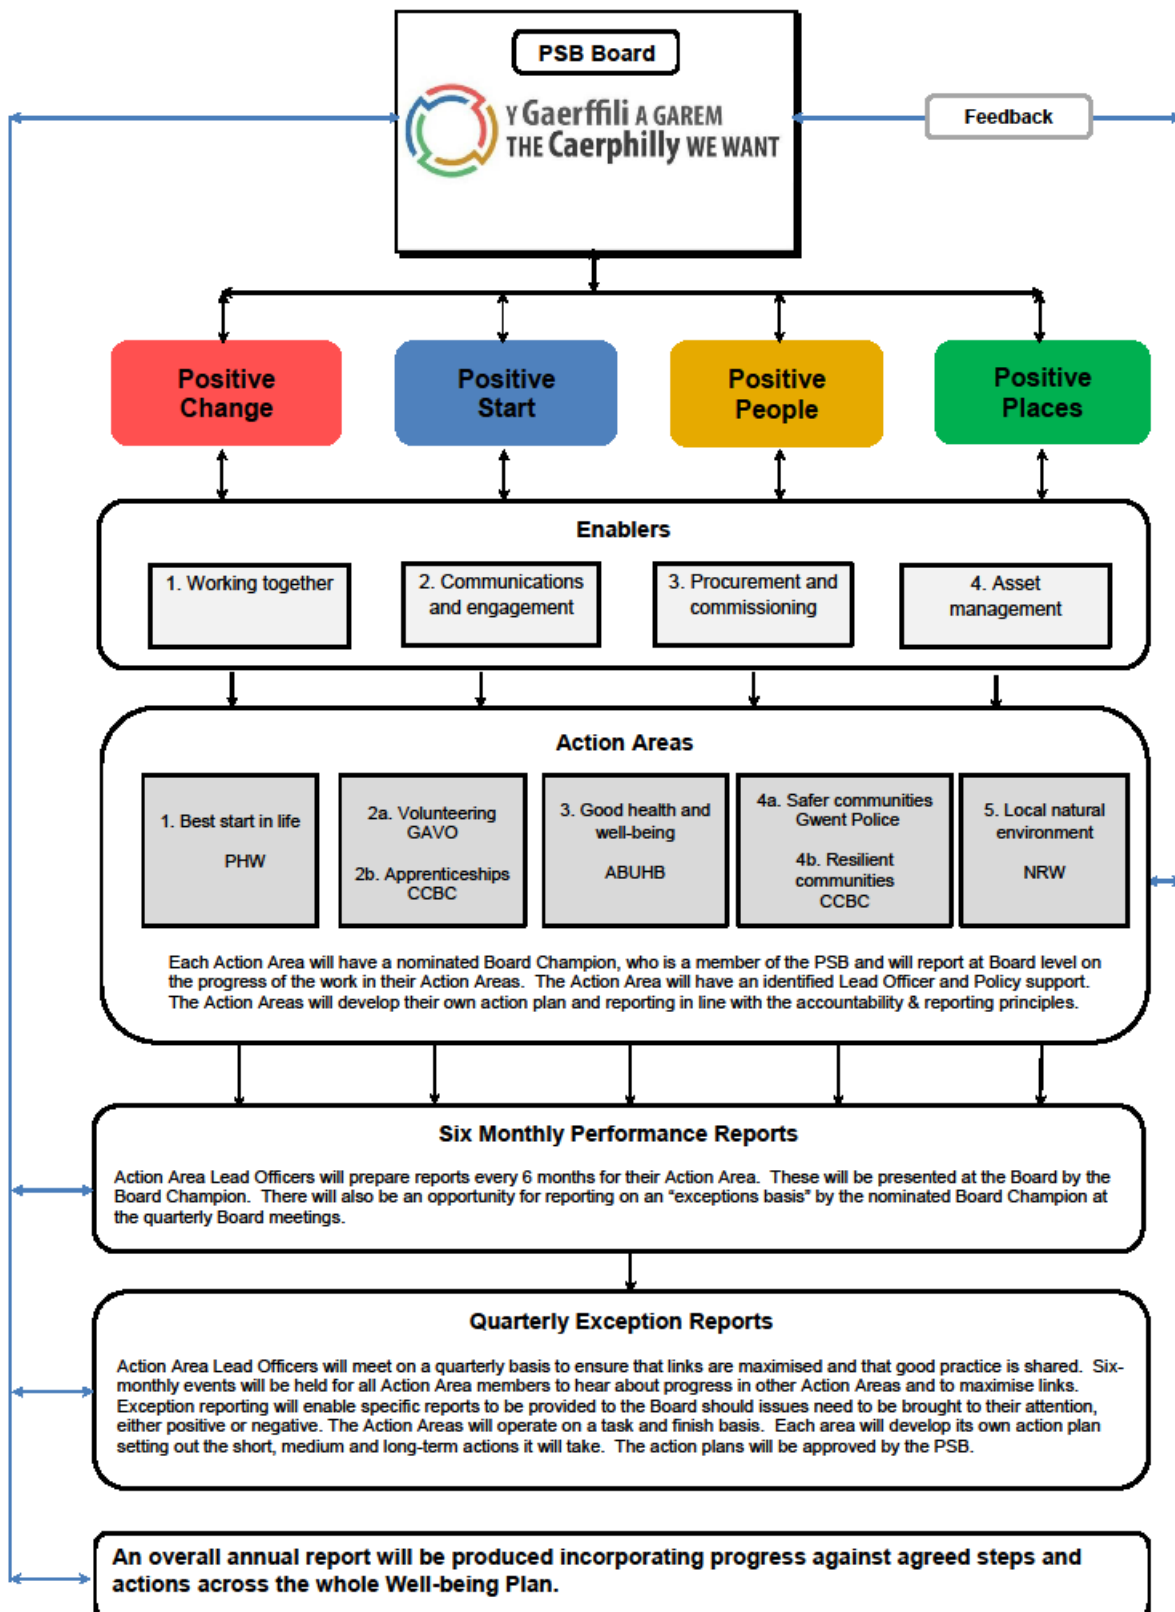 PSB Board
Y Gaerffili A GAREM
THE Caerphilly WE WANT
Feedback
Positive
Change
Positive
Start
Positive
People
Positive
Places
Enablers
1. Working together
2. Communications
and engagement
3. Procurement and
commissioning
4. Asset
management
Action Areas
1. Best start in life
PHW
2a. Volunteering
GAVO
2b. Apprenticeships
CCBC
3. Good health and
well-being
ABUHB
4a. Safer communities
Gwent Police
4b. Resilient
communities
CCBC
5. Local natural
environment
NRW
Each Action Area will have a nominated Board Champion, who is a member of the PSB and will report at Board level on
the progress of the work in their Action Areas. The Action Area will have an identified Lead Officer and Policy support.
The Action Areas will develop their own action plan and reporting in line with the accountability & reporting principles.
Six Monthly Performance Reports
Action Area Lead Officers will prepare reports every 6 months for their Action Area. These will be presented at the Board by the
Board Champion. There will also be an opportunity for reporting on an “exceptions basis” by the nominated Board Champion at
the quarterly Board meetings.
Quarterly Exception Reports
Action Area Lead Officers will meet on a quarterly basis to ensure that links are maximised and that good practice is shared. Six-
monthly events will be held for all Action Area members to hear about progress in other Action Areas and to maximise links.
Exception reporting will enable specific reports to be provided to the Board should issues need to be brought to their attention,
either positive or negative. The Action Areas will operate on a task and finish basis. Each area will develop its own action plan
setting out the short, medium and long-term actions it will take. The action plans will be approved by the PSB.
An overall annual report will be produced incorporating progress against agreed steps and
actions across the whole Well-being Plan.